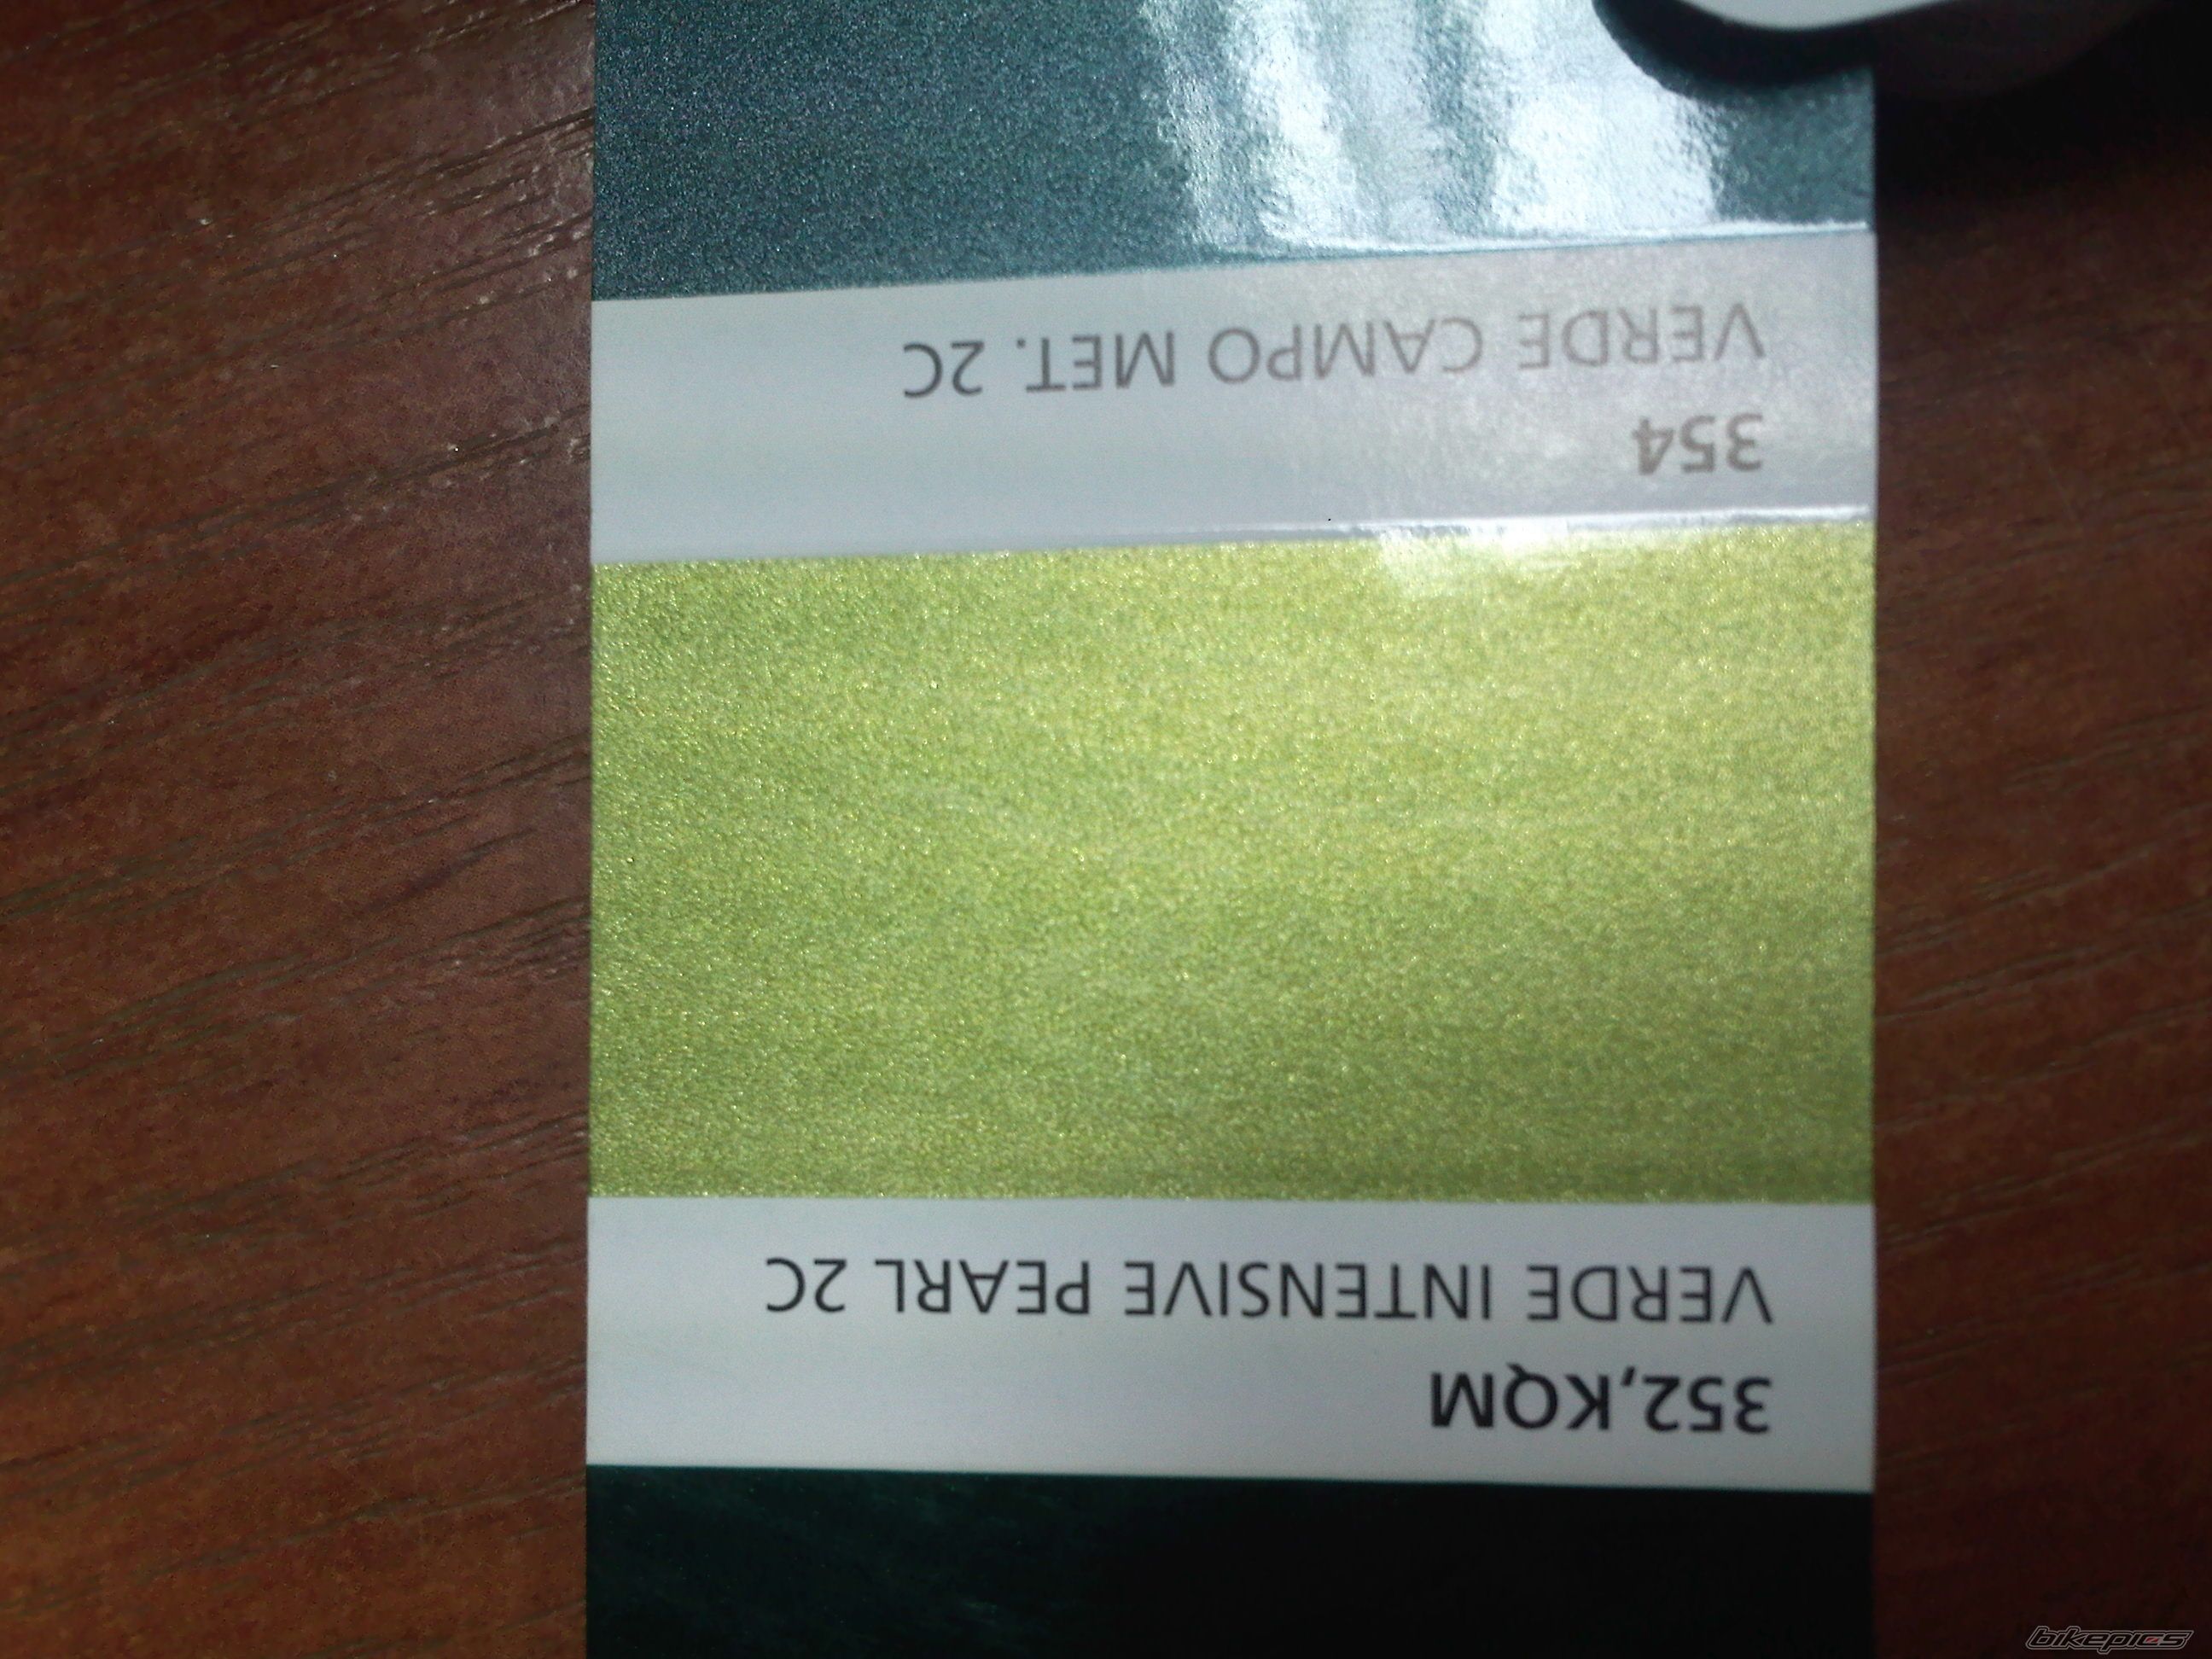 352,KQM
VERDE INTENSIVE PEARL 2C
354
VERDE CAMPO MET. 2C
bikepics